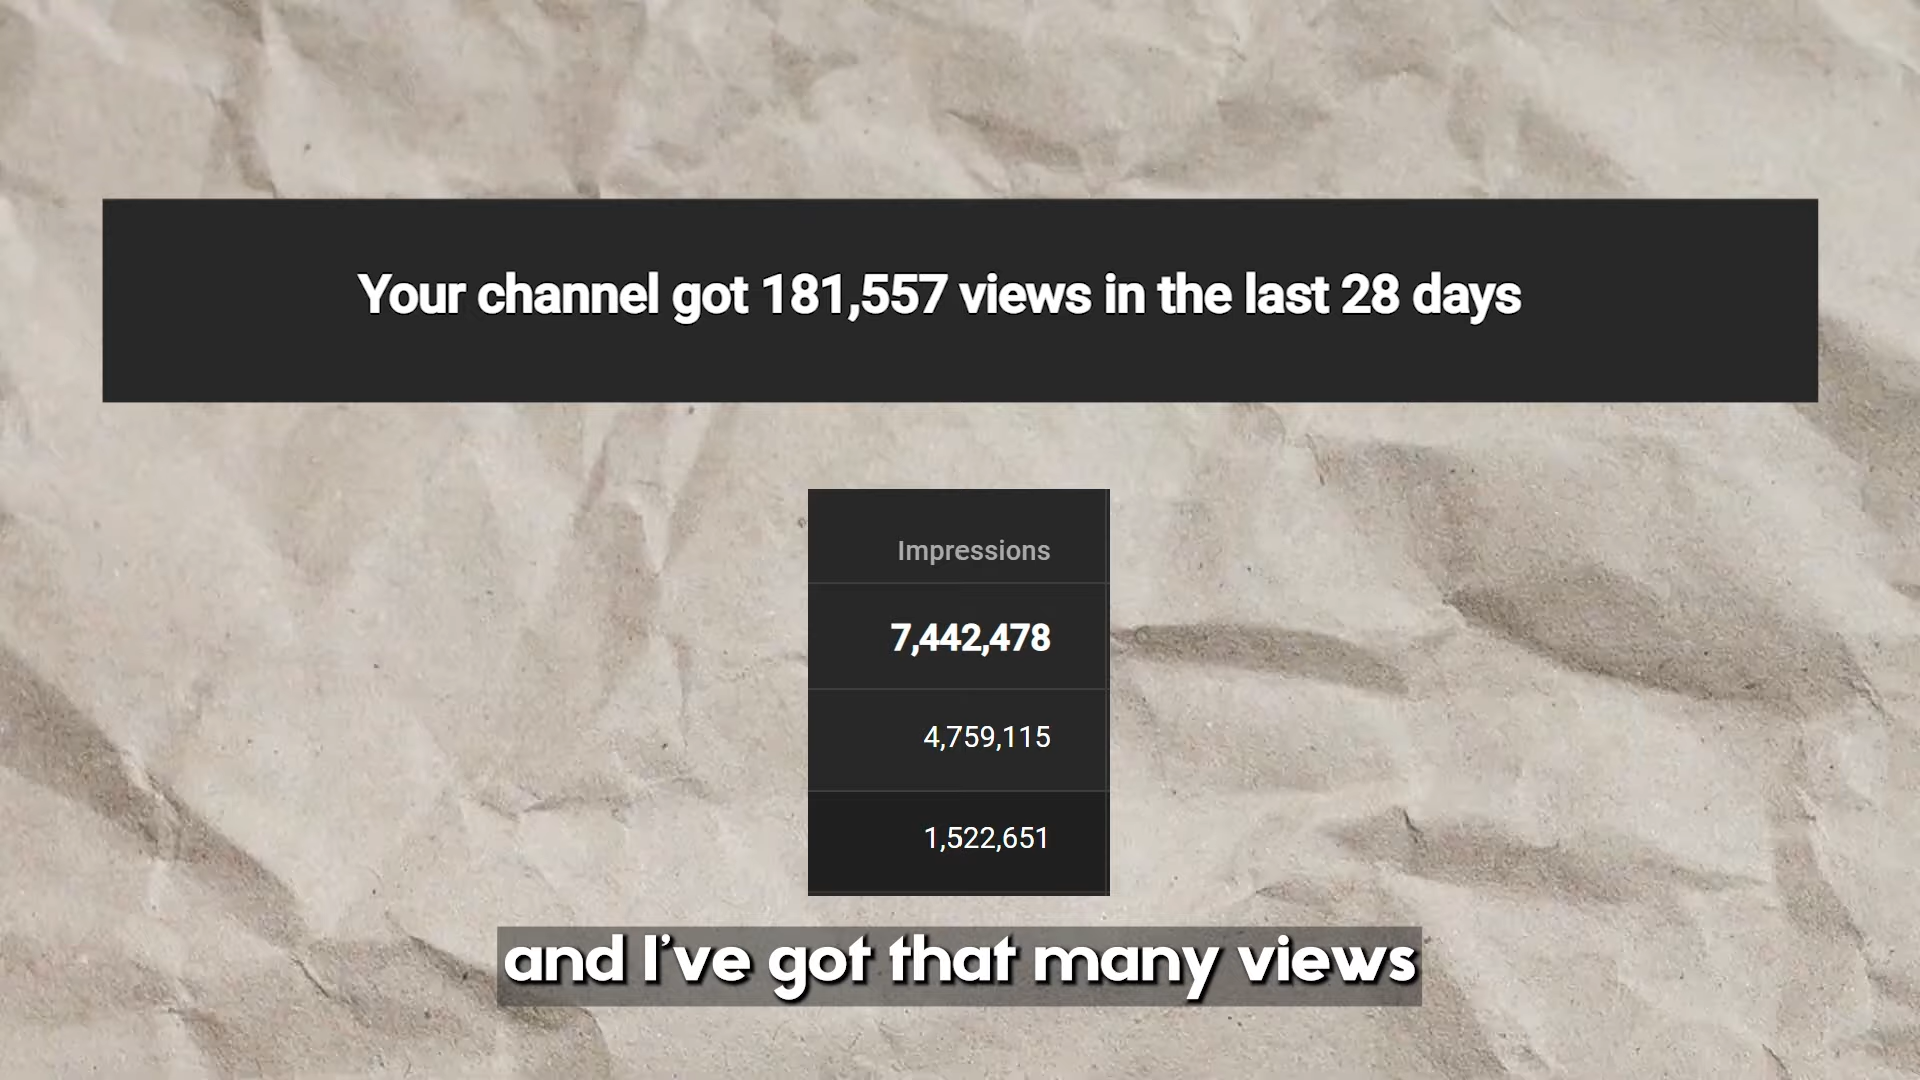 Your channel got 181,557 views in the last 28 days
Impressions
7,442,478
4,759,115
1,522,651
and I've got that many views